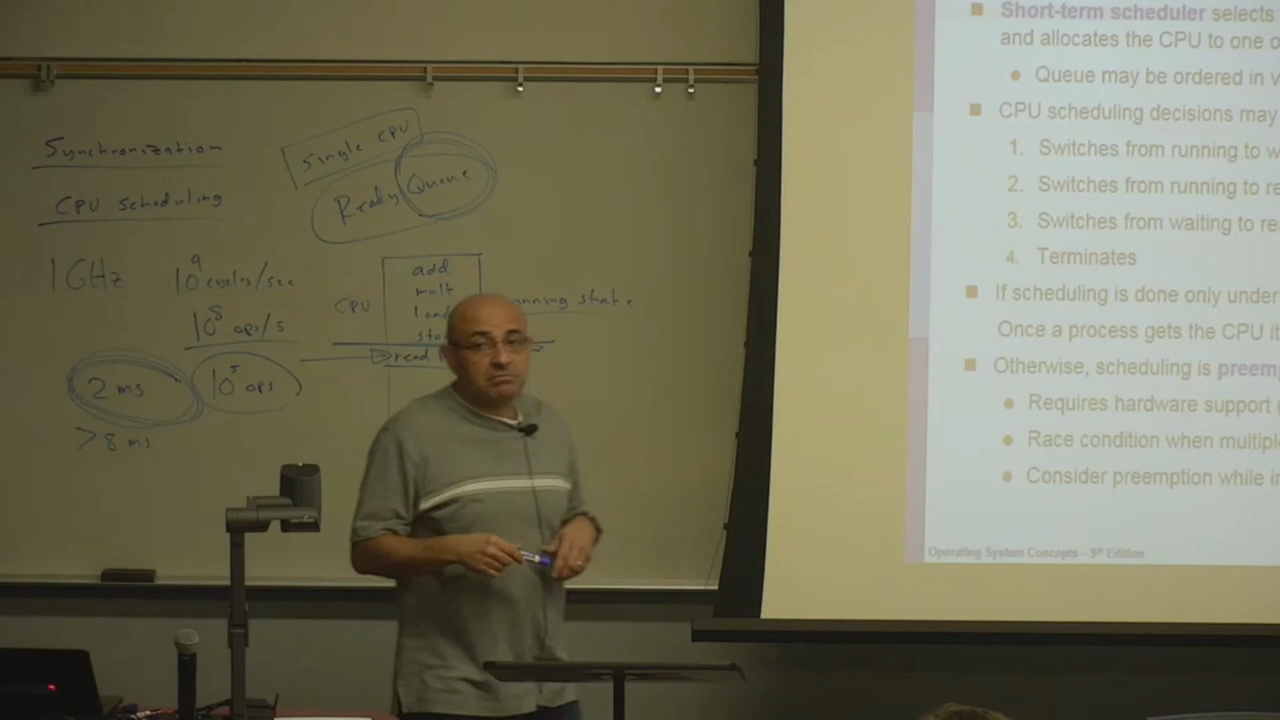 Synchronization
CPU Scheduling
Single CPU
Ready Queue
1GHz 10⁹ cycles/sec
10⁸ ops/s
2 ms 10⁵ ops
>8 ms
CPU
add
mult
read
state
Short-term scheduler selects
and allocates the CPU to one
Queue may be ordered in
CPU scheduling decisions may
1. Switches from running to
2. Switches from running to
3. Switches from waiting to
4. Terminates
If scheduling is done only under
Once a process gets the CPU
Otherwise, scheduling is
Requires hardware support
Race condition when
Consider preemption while
Operating System Concepts – 9th Edition